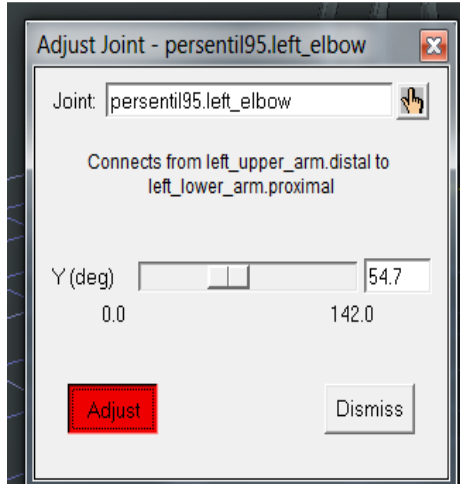 Adjust Joint - persentil95.left_elbow
Joint: persentil95.left_elbow
Connects from left_upper_arm.distal to
left_lower_arm.proximal
Y (deg) 54.7
0.0 142.0
Adjust Dismiss